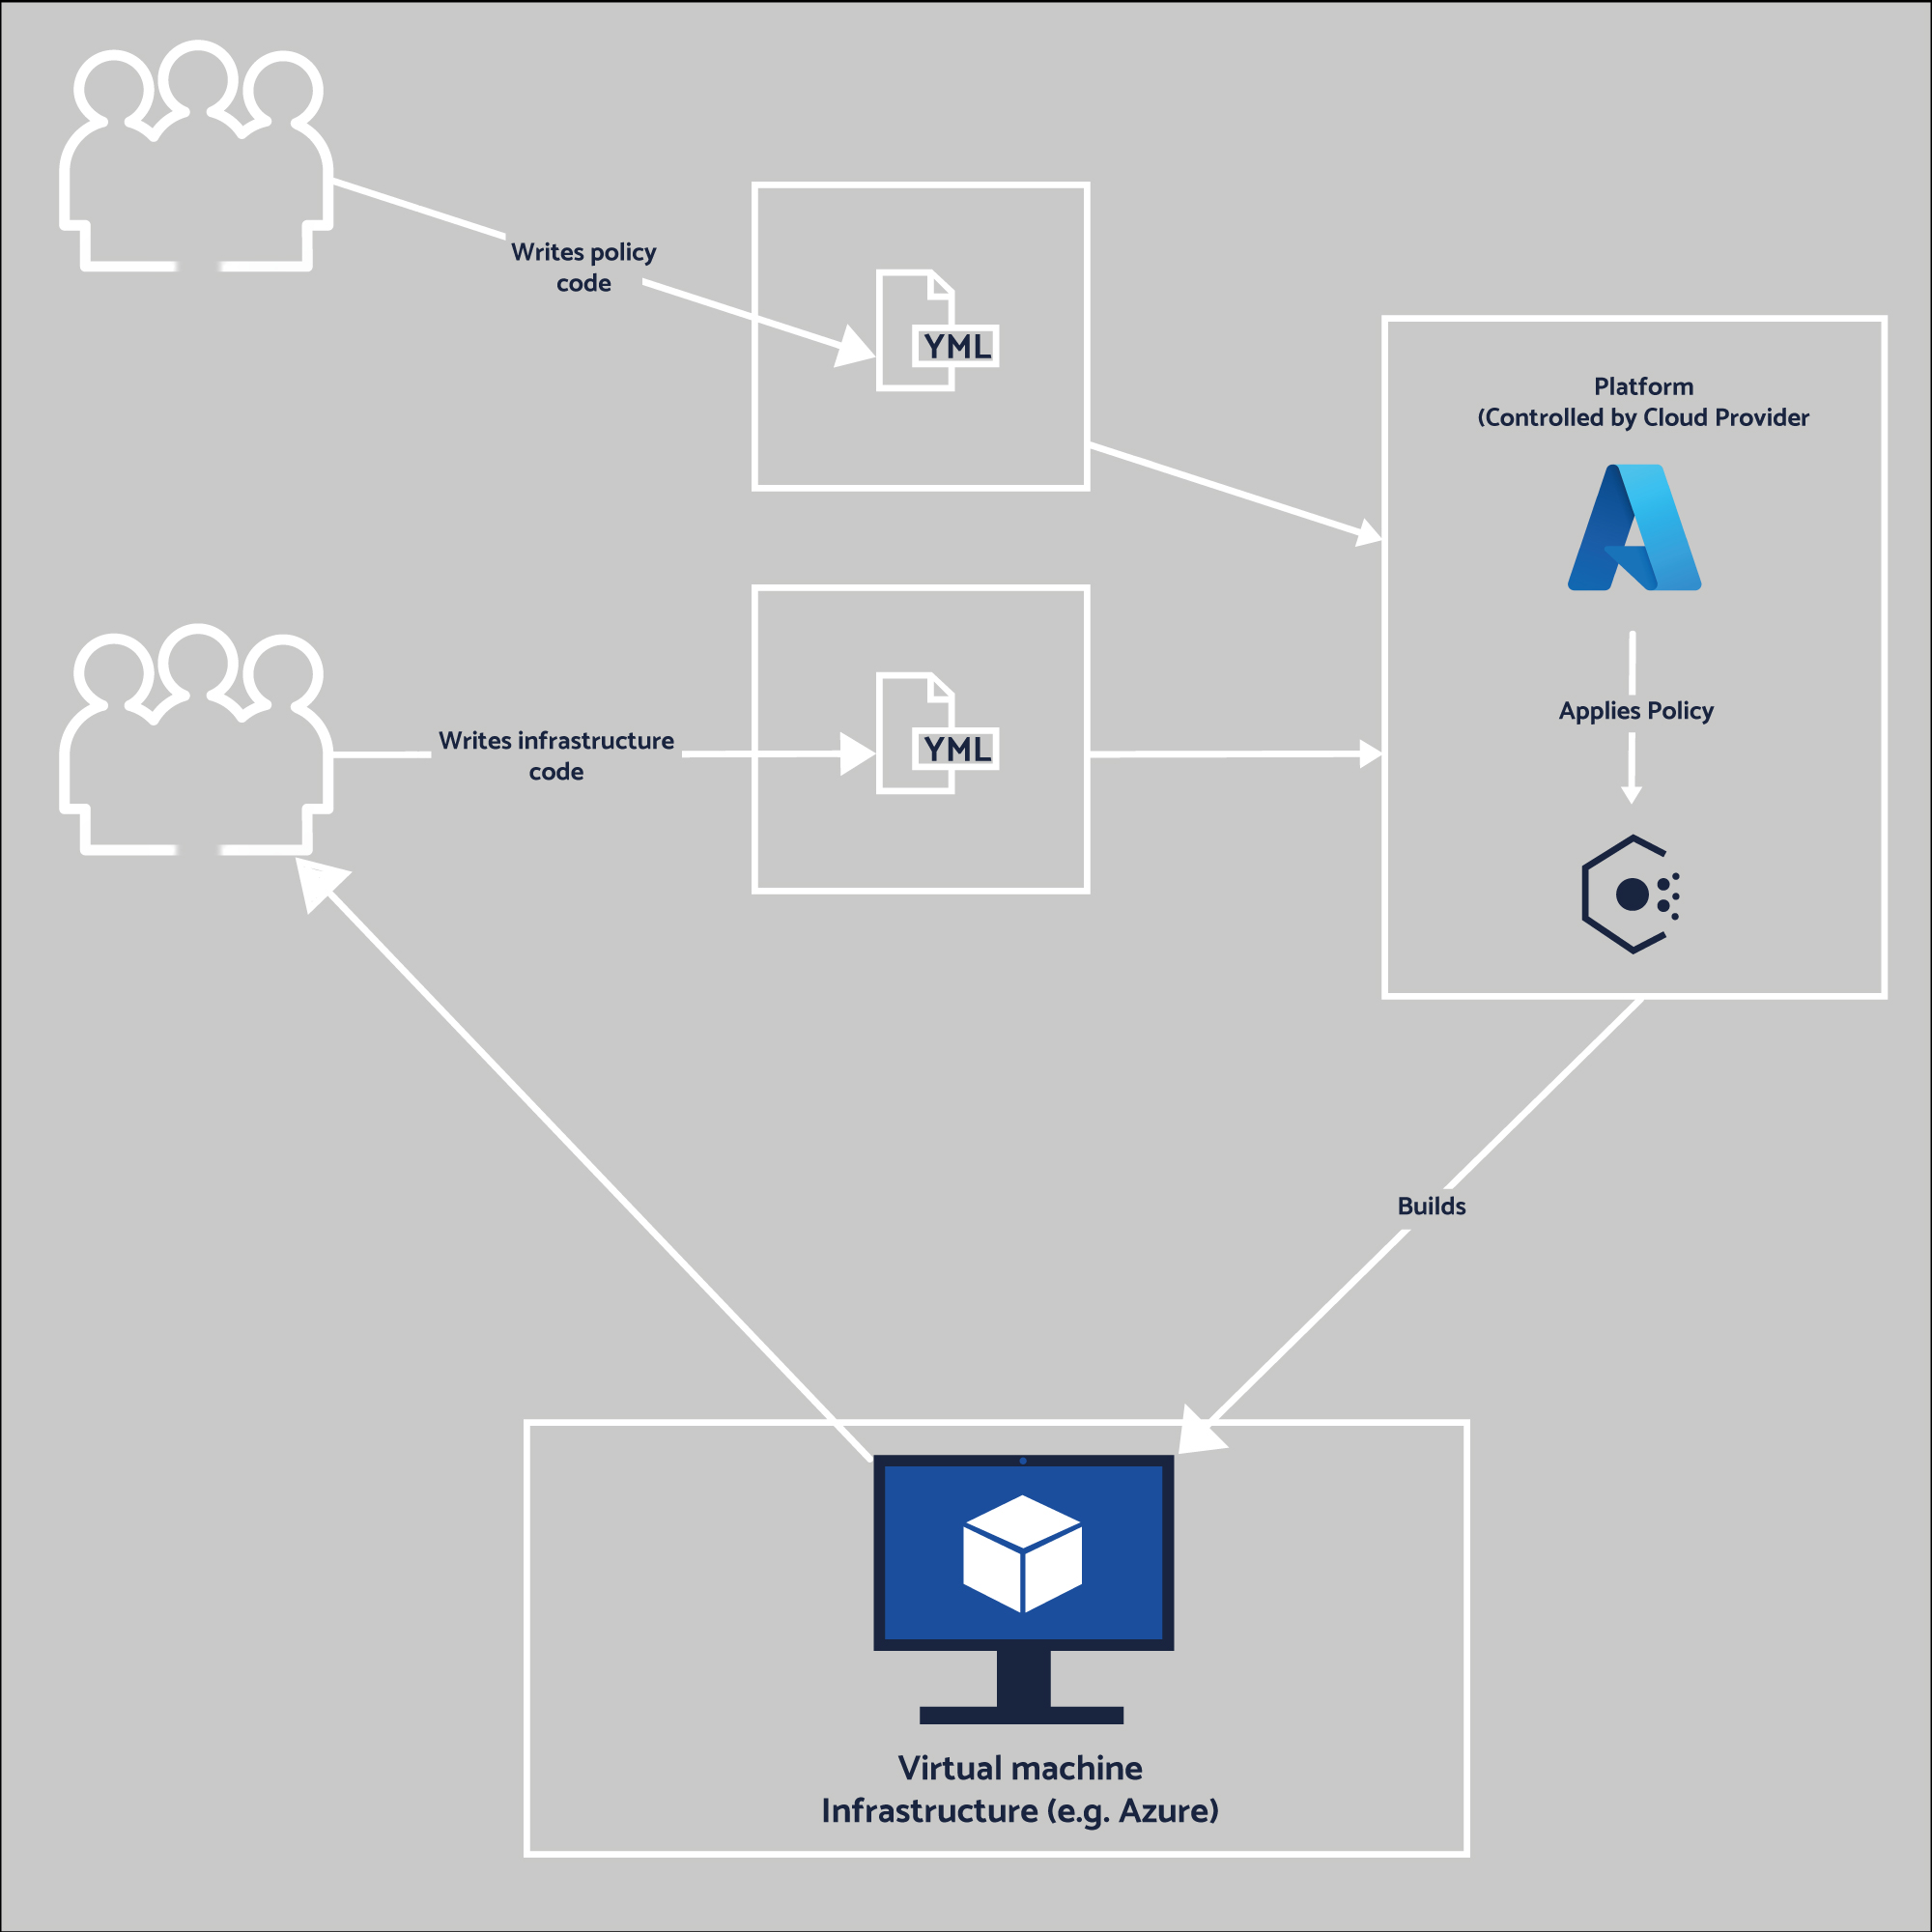 Writes policy
code
YML
Platform
(Controlled by Cloud Provider
Applies Policy
Writes infrastructure
code
YML
Builds
Virtual machine
Infrastructure (e.g. Azure)